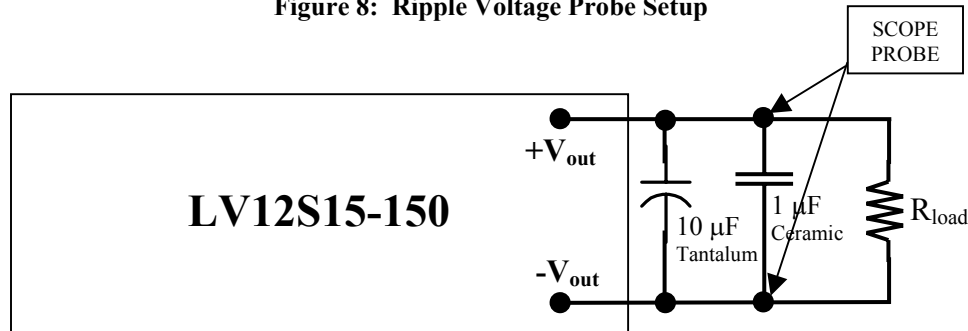 Figure 8: Ripple Voltage Probe Setup
SCOPE
PROBE
+Vout
LV12S15-150
10 μF
Tantalum
1 μF
Ceramic
Rload
-Vout